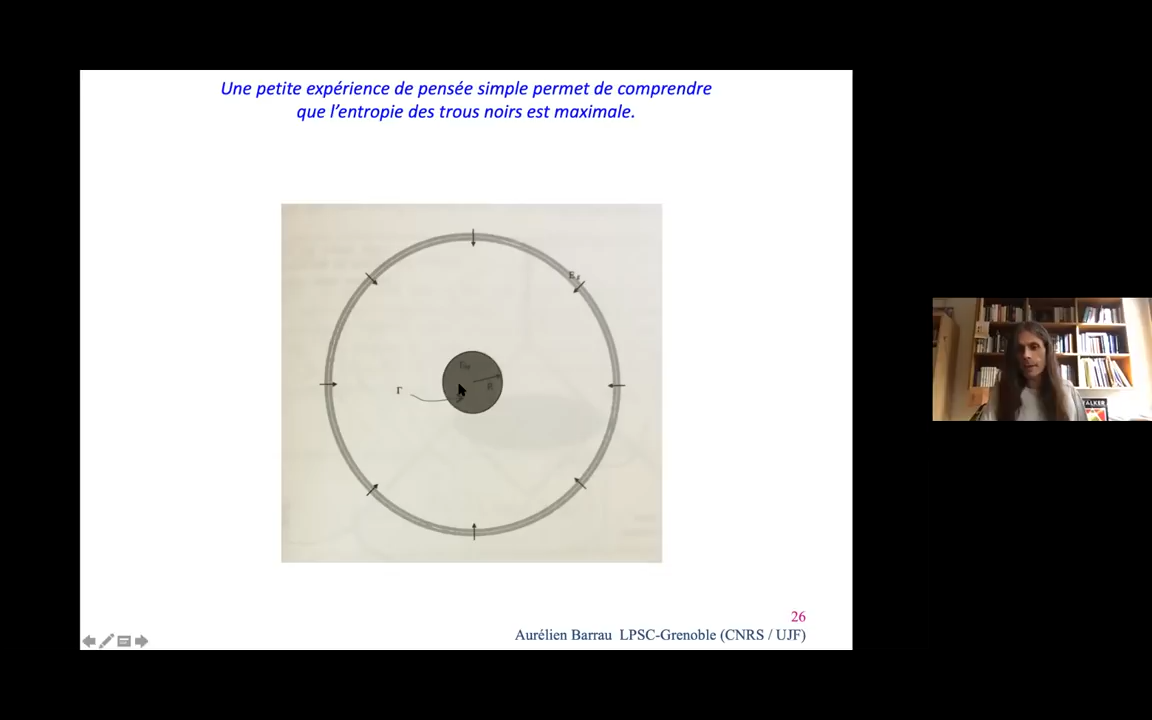 Une petite expérience de pensée simple permet de comprendre
que l'entropie des trous noirs est maximale.
E
Γ
R
26
Aurélien Barrau LPSC-Grenoble (CNRS / UJF)